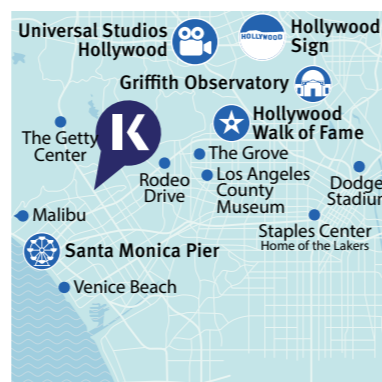 Universal Studios
Hollywood
HOLLYWOOD
Hollywood
Sign
Griffith Observatory
Hollywood
Walk of Fame
The Getty
Center
K
The Grove
Rodeo
Drive
Los Angeles
County
Museum
Dodge
Stadium
Malibu
Staples Center
Home of the Lakers
Santa Monica Pier
Venice Beach